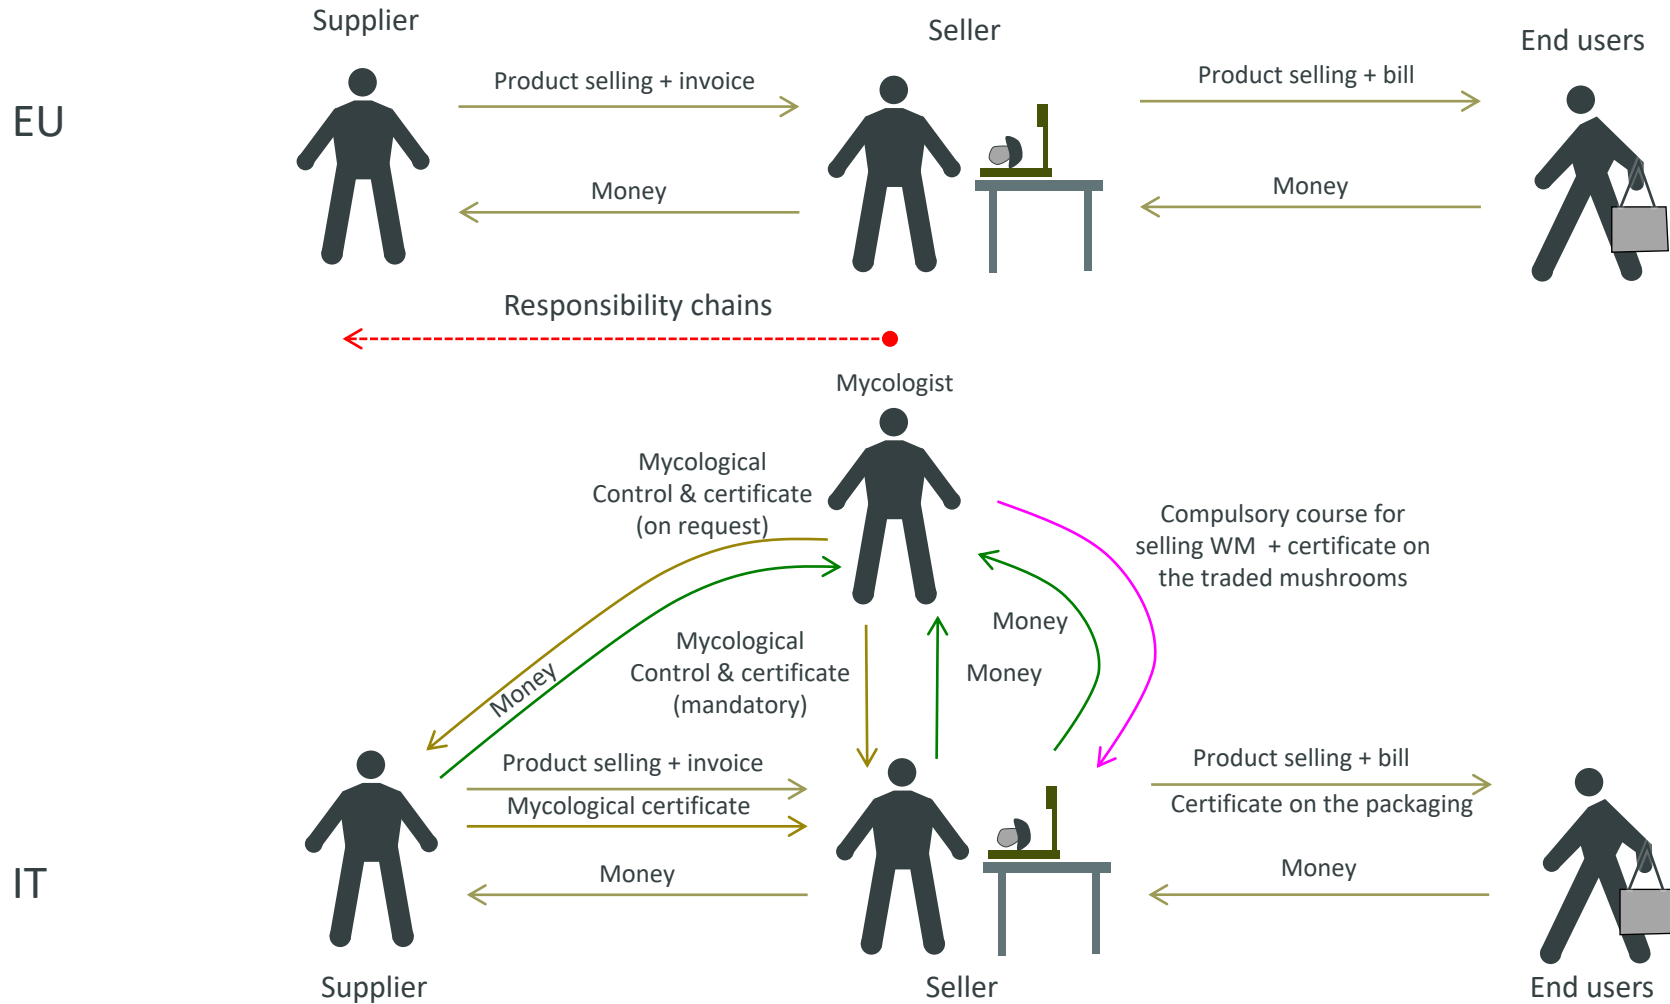 Supplier
Seller
End users
EU
Product selling + invoice
Product selling + bill
Money
Money
Responsibility chains
Mycologist
Mycological
Control & certificate
(on request)
Compulsory course for
selling WM + certificate on
the traded mushrooms
Money
Mycological
Control & certificate
(mandatory)
Money
Money
Product selling + invoice
Mycological certificate
Product selling + bill
Certificate on the packaging
IT
Money
Money
Supplier
Seller
End users